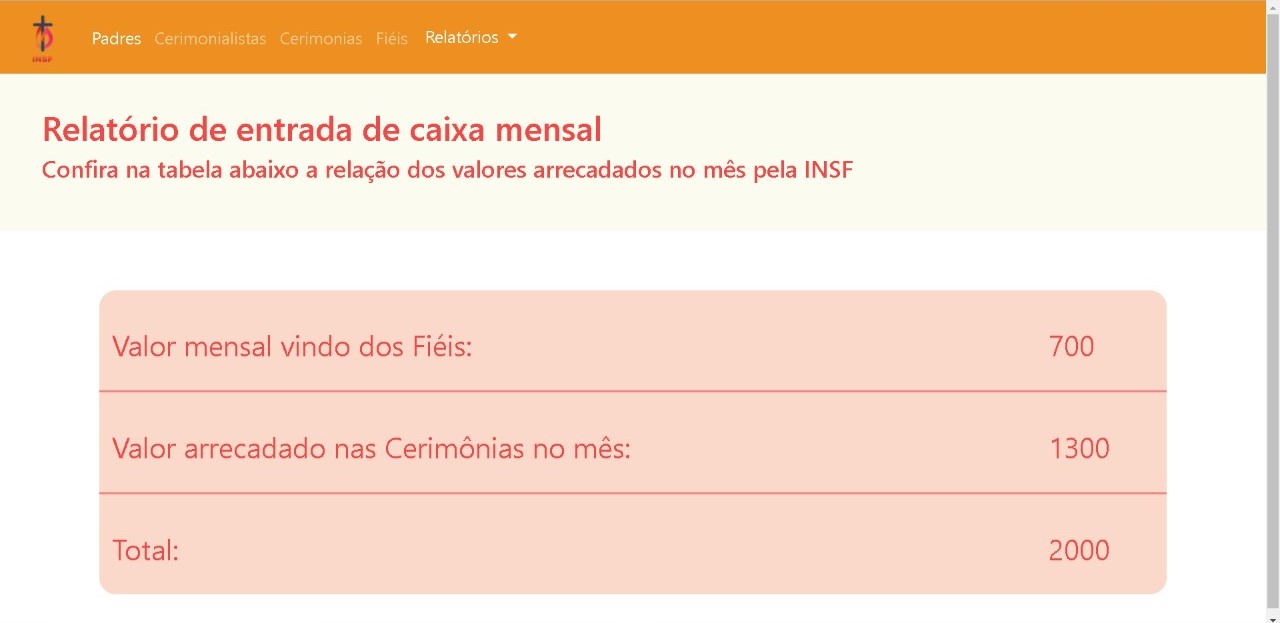 INSF
Padres Cerimonialistas Cerimonias Fiéis Relatórios
Relatório de entrada de caixa mensal
Confira na tabela abaixo a relação dos valores arrecadados no mês pela INSF
Valor mensal vindo dos Fiéis: 700
Valor arrecadado nas Cerimônias no mês: 1300
Total: 2000